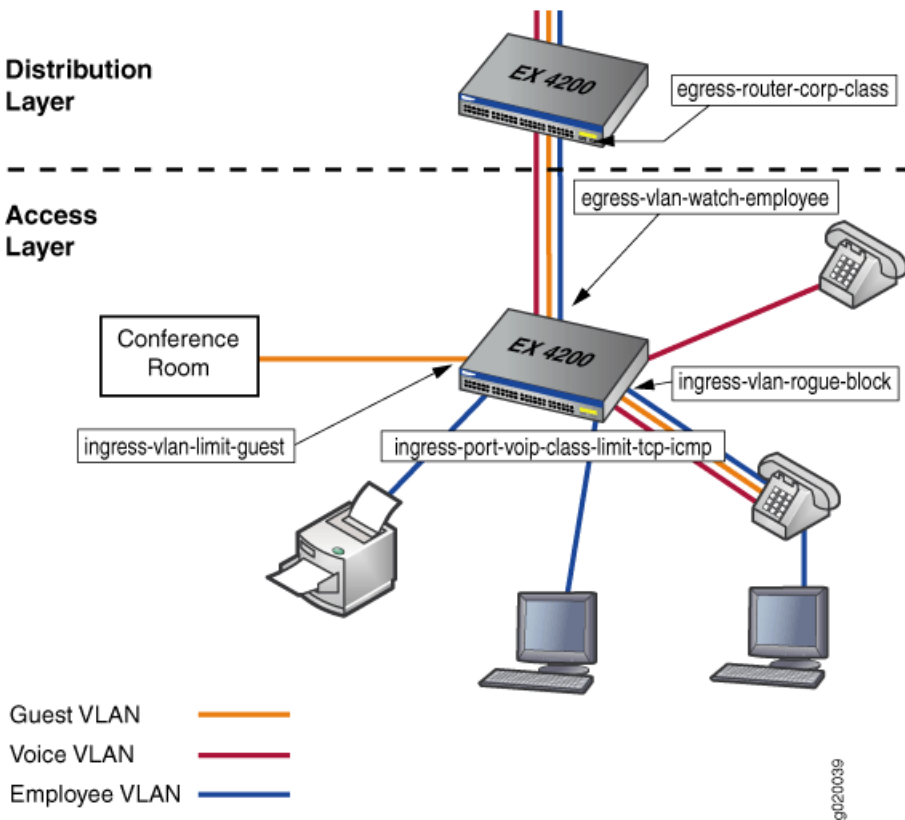 Distribution
Layer
EX 4200
egress-router-corp-class
Access
Layer
egress-vlan-watch-employee
Conference
Room
EX 4200
ingress-vlan-rogue-block
ingress-vlan-limit-guest
ingress-port-voip-class-limit-tcp-icmp
Guest VLAN
Voice VLAN
Employee VLAN
g020039